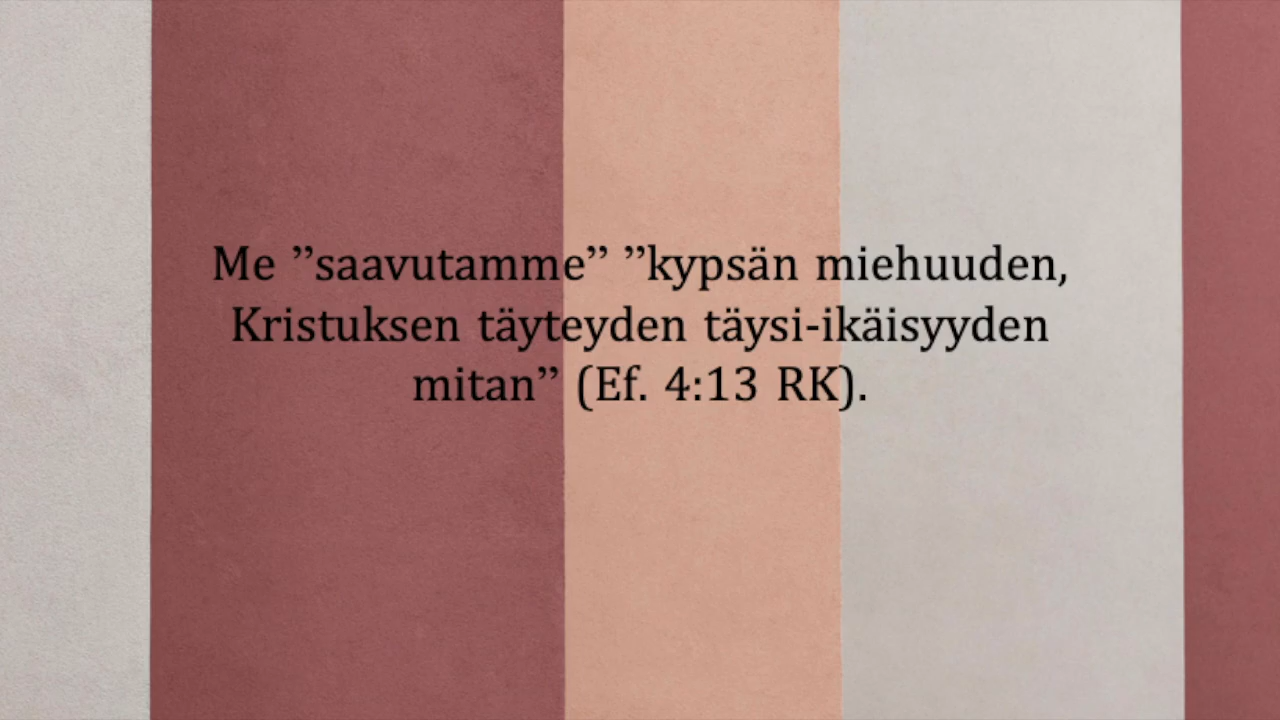 Me ”saavutamme” ”kypsän miehuuden,
Kristuksen täyteyden täysi-ikäisyyden
mitan” (Ef. 4:13 RK).